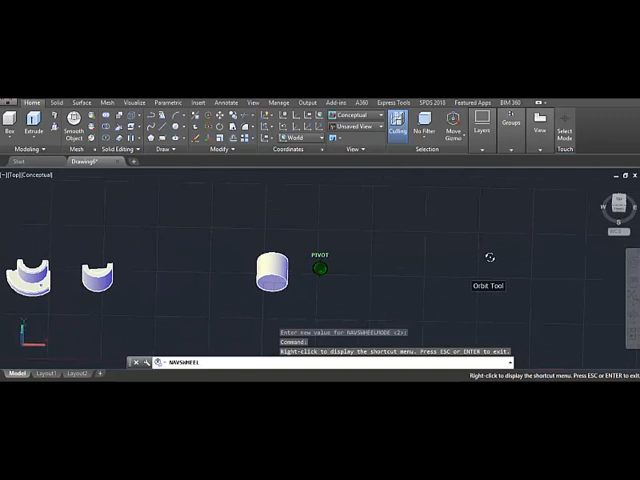 Home Solid Surface Mesh Visualize Parametric Insert Annotate View Manage Output Add-ins A360 Express Tools SPDS 2018 Featured Apps BIM 360
Box Extrude Smooth Object
Conceptual
Unsaved View
World
Culling No Filter Move Gizmo Layers Groups View Select Mode
Modeling Mesh Solid Editing Draw Modify Coordinates View Selection Touch
Start Drawing6*
[-][Top][Conceptual]
TOP
W E
S
WCS
PIVOT
Orbit Tool
Enter new value for NAVSWHEELMODE <2>:
Command:
Right-click to display the shortcut menu. Press ESC or ENTER to exit.
NAVSWHEEL
Model Layout1 Layout2 +
Right-click to display the shortcut menu. Press ESC or ENTER to exit.